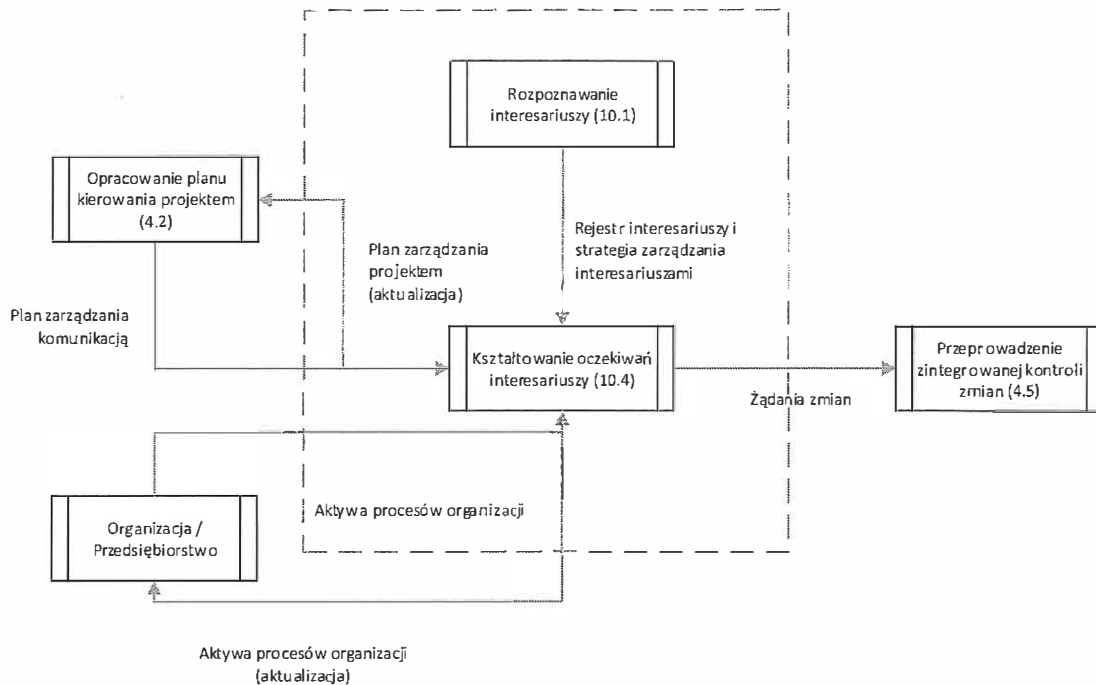 Rozpoznawanie
interesariuszy (10.1)
Opracowanie planu
kierowania projektem
(4.2)
Rejestr interesariuszy i
strategia zarządzania
interesariuszami
Plan zarządzania
projektem
(aktualizacja)
Plan zarządzania
komunikacją
Kształtowanie oczekiwań
interesariuszy (10.4)
Przeprowadzenie
zintegrowanej kontroli
zmian (4.5)
Żądania zmian
Aktywa procesów organizacji
Organizacja /
Przedsiębiorstwo
Aktywa procesów organizacji
(aktualizacja)